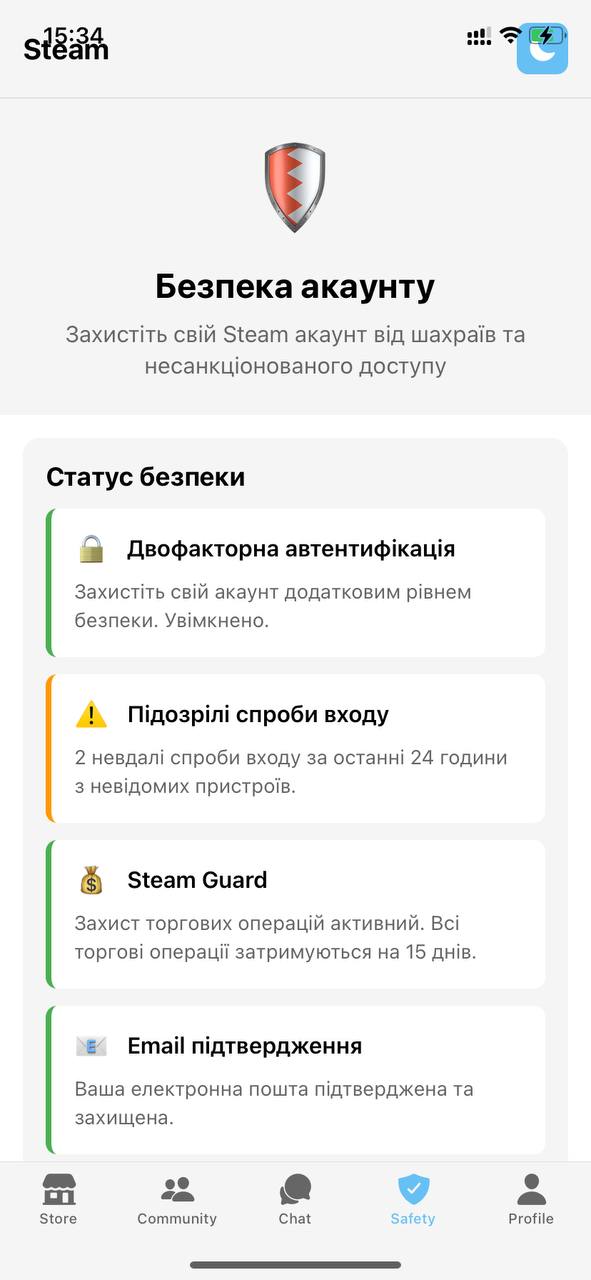 15:34
Steam
Безпека акаунту
Захистіть свій Steam акаунт від шахраїв та
несанкціонованого доступу
Статус безпеки
Двофакторна автентифікація
Захистіть свій акаунт додатковим рівнем
безпеки. Увімкнено.
Підозрілі спроби входу
2 невдалі спроби входу за останні 24 години
з невідомих пристроїв.
Steam Guard
Захист торгових операцій активний. Всі
торгові операції затримуються на 15 днів.
Email підтвердження
Ваша електронна пошта підтверджена та
захищена.
Store
Community
Chat
Safety
Profile